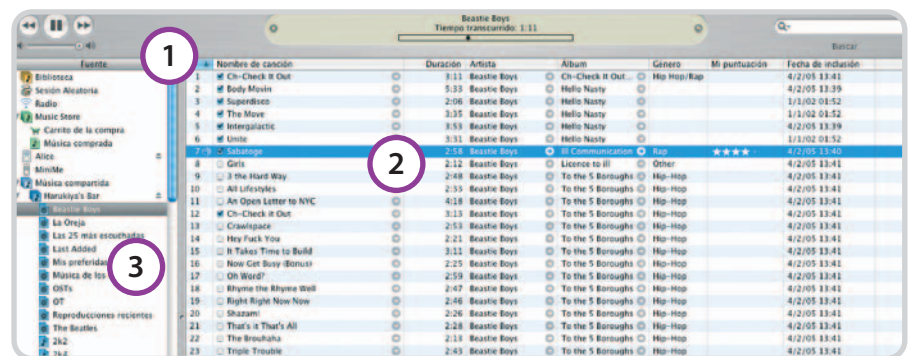 Beastie Boys
Tiempo transcurrido: 1:11
Buscar
1
2
3
Fuente
Biblioteca
Sesión Aleatoria
Radio
Music Store
Carrito de la compra
Música comprada
Alice
MiniMe
Música compartida
Harukiya's Bar
Beastie Boys
La Oreja
Las 25 más escuchadas
Last Added
Mis preferidas
Música de los
OSTs
OT
Reproducciones recientes
The Beatles
2k2
2k4
Nombre de canción Duración Artista Álbum Género Mi puntuación Fecha de inclusión
1 Ch-Check It Out 3:11 Beastie Boys Ch-Check It Out... Hip Hop/Rap 4/2/05 13:41
2 Body Movin 5:33 Beastie Boys Hello Nasty 4/2/05 13:39
3 Superdisco 2:06 Beastie Boys Hello Nasty 1/1/02 01:52
4 The Move 3:35 Beastie Boys Hello Nasty 1/1/02 01:52
5 Intergalactic 3:53 Beastie Boys Hello Nasty 4/2/05 13:39
6 Unite 3:31 Beastie Boys Hello Nasty 1/1/02 01:52
7 Sabatoge 2:58 Beastie Boys Ill Communication Rap ★★★★ 4/2/05 13:40
8 Girls 2:12 Beastie Boys Licence to ill Other 4/2/05 13:41
9 3 the Hard Way 2:48 Beastie Boys To the 5 Boroughs Hip-Hop 4/2/05 13:41
10 All Lifestyles 2:33 Beastie Boys To the 5 Boroughs Hip-Hop 4/2/05 13:41
11 An Open Letter to NYC 4:18 Beastie Boys To the 5 Boroughs Hip-Hop 4/2/05 13:41
12 Ch-Check it Out 3:13 Beastie Boys To the 5 Boroughs Hip-Hop 4/2/05 13:41
13 Crawlspace 2:53 Beastie Boys To the 5 Boroughs Hip-Hop 4/2/05 13:41
14 Hey Fuck You 2:21 Beastie Boys To the 5 Boroughs Hip-Hop 4/2/05 13:41
15 It Takes Time to Build 3:11 Beastie Boys To the 5 Boroughs Hip-Hop 4/2/05 13:41
16 Now Get Busy (Bonus) 2:25 Beastie Boys To the 5 Boroughs Hip-Hop 4/2/05 13:41
17 Oh Word? 2:59 Beastie Boys To the 5 Boroughs Hip-Hop 4/2/05 13:41
18 Rhyme the Rhyme Well 2:47 Beastie Boys To the 5 Boroughs Hip-Hop 4/2/05 13:41
19 Right Right Now Now 2:46 Beastie Boys To the 5 Boroughs Hip-Hop 4/2/05 13:41
20 Shazam! 2:26 Beastie Boys To the 5 Boroughs Hip-Hop 4/2/05 13:41
21 That's It That's All 2:28 Beastie Boys To the 5 Boroughs Hip-Hop 4/2/05 13:41
22 The Brouhaha 2:13 Beastie Boys To the 5 Boroughs Hip-Hop 4/2/05 13:41
23 Triple Trouble 2:43 Beastie Boys To the 5 Boroughs Hip-Hop 4/2/05 13:41